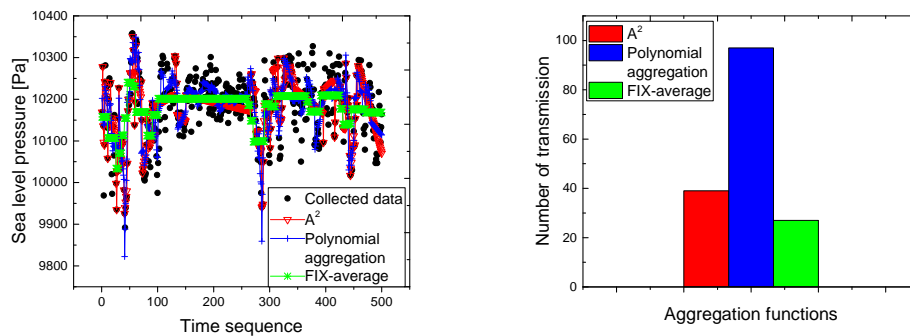 10400
10300
10200
10100
10000
9900
9800
Sea level pressure [Pa]
0
100
200
300
400
500
Time sequence
Collected data
A²
Polynomial
aggregation
FIX-average
100
80
60
40
20
0
Number of transmission
Aggregation functions
A²
Polynomial
aggregation
FIX-average